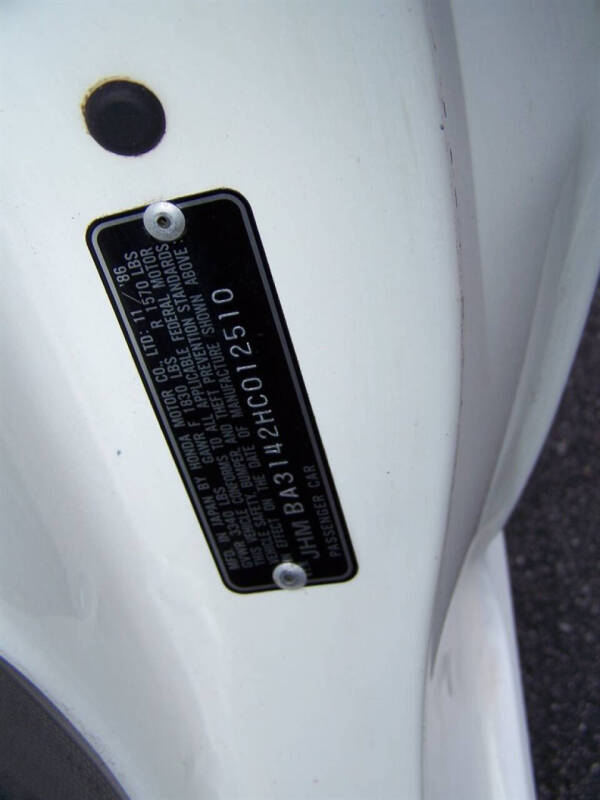 MFD. IN JAPAN BY HONDA MOTOR CO., LTD: 11 / '86
GVWR 3340 LBS GAWR F 1830 LBS R 1570 LBS
THIS VEHICLE CONFORMS TO ALL APPLICABLE FEDERAL MOTOR
VEHICLE SAFETY, BUMPER, AND THEFT PREVENTION STANDARDS
IN EFFECT ON THE DATE OF MANUFACTURE SHOWN ABOVE:
JHMBA3142HC012510
PASSENGER CAR